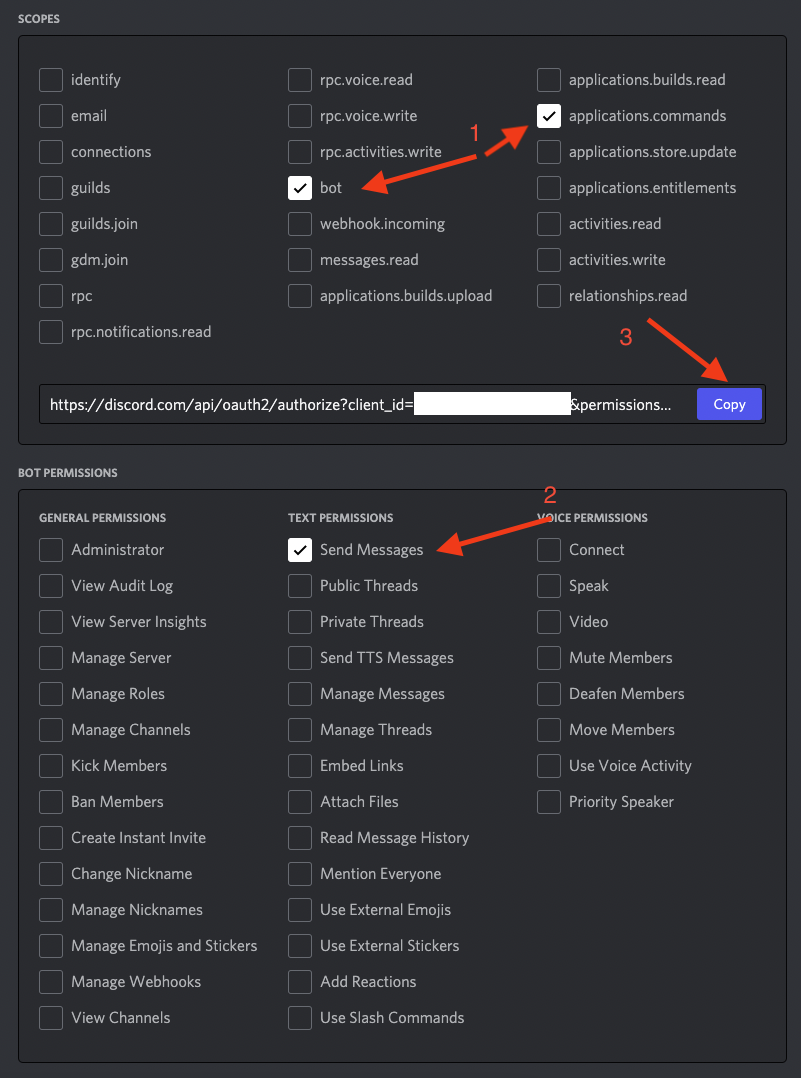 SCOPES
identify
email
connections
guilds
guilds.join
gdm.join
rpc
rpc.notifications.read
rpc.voice.read
rpc.voice.write
rpc.activities.write
bot
webhook.incoming
messages.read
applications.builds.upload
applications.builds.read
applications.commands
applications.store.update
applications.entitlements
activities.read
activities.write
relationships.read
1
3
https://discord.com/api/oauth2/authorize?client_id= &permissions...
Copy
BOT PERMISSIONS
2
GENERAL PERMISSIONS
Administrator
View Audit Log
View Server Insights
Manage Server
Manage Roles
Manage Channels
Kick Members
Ban Members
Create Instant Invite
Change Nickname
Manage Nicknames
Manage Emojis and Stickers
Manage Webhooks
View Channels
TEXT PERMISSIONS
Send Messages
Public Threads
Private Threads
Send TTS Messages
Manage Messages
Manage Threads
Embed Links
Attach Files
Read Message History
Mention Everyone
Use External Emojis
Use External Stickers
Add Reactions
Use Slash Commands
VOICE PERMISSIONS
Connect
Speak
Video
Mute Members
Deafen Members
Move Members
Use Voice Activity
Priority Speaker